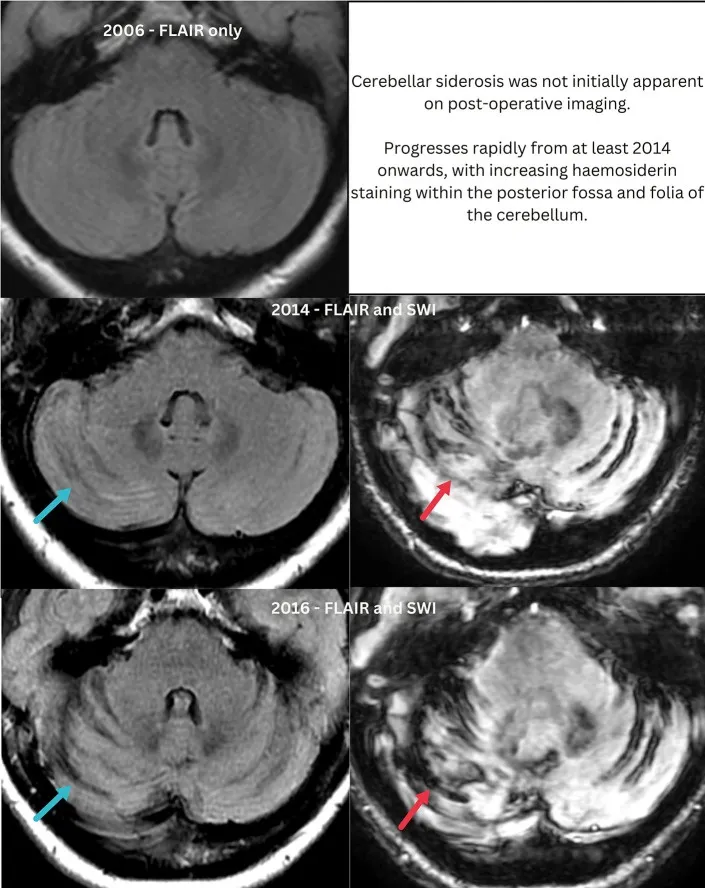 2006 - FLAIR only
Cerebellar siderosis was not initially apparent
on post-operative imaging.
Progresses rapidly from at least 2014
onwards, with increasing haemosiderin
staining within the posterior fossa and folia of
the cerebellum.
2014 - FLAIR and SWI
2016 - FLAIR and SWI